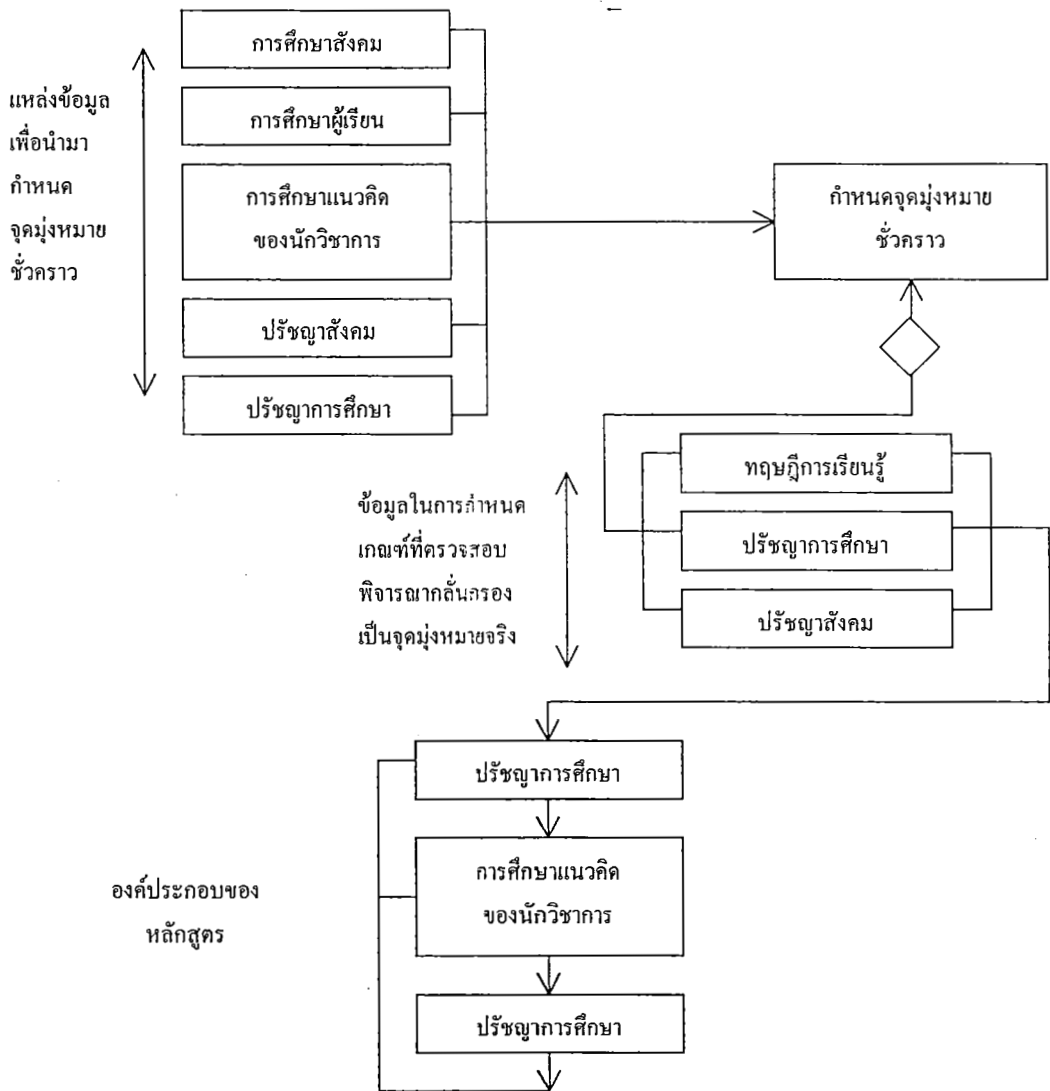 การศึกษาสังคม
แหล่งข้อมูล
เพื่อนำมา
กำหนด
จุดมุ่งหมาย
ชั่วคราว
การศึกษาผู้เรียน
การศึกษาแนวคิด
ของนักวิชาการ
ปรัชญาสังคม
ปรัชญาการศึกษา
กำหนดจุดมุ่งหมาย
ชั่วคราว
ข้อมูลในการกำหนด
เกณฑ์ที่ตรวจสอบ
พิจารณากลั่นกรอง
เป็นจุดมุ่งหมายจริง
ทฤษฎีการเรียนรู้
ปรัชญาการศึกษา
ปรัชญาสังคม
องค์ประกอบของ
หลักสูตร
ปรัชญาการศึกษา
การศึกษาแนวคิด
ของนักวิชาการ
ปรัชญาการศึกษา